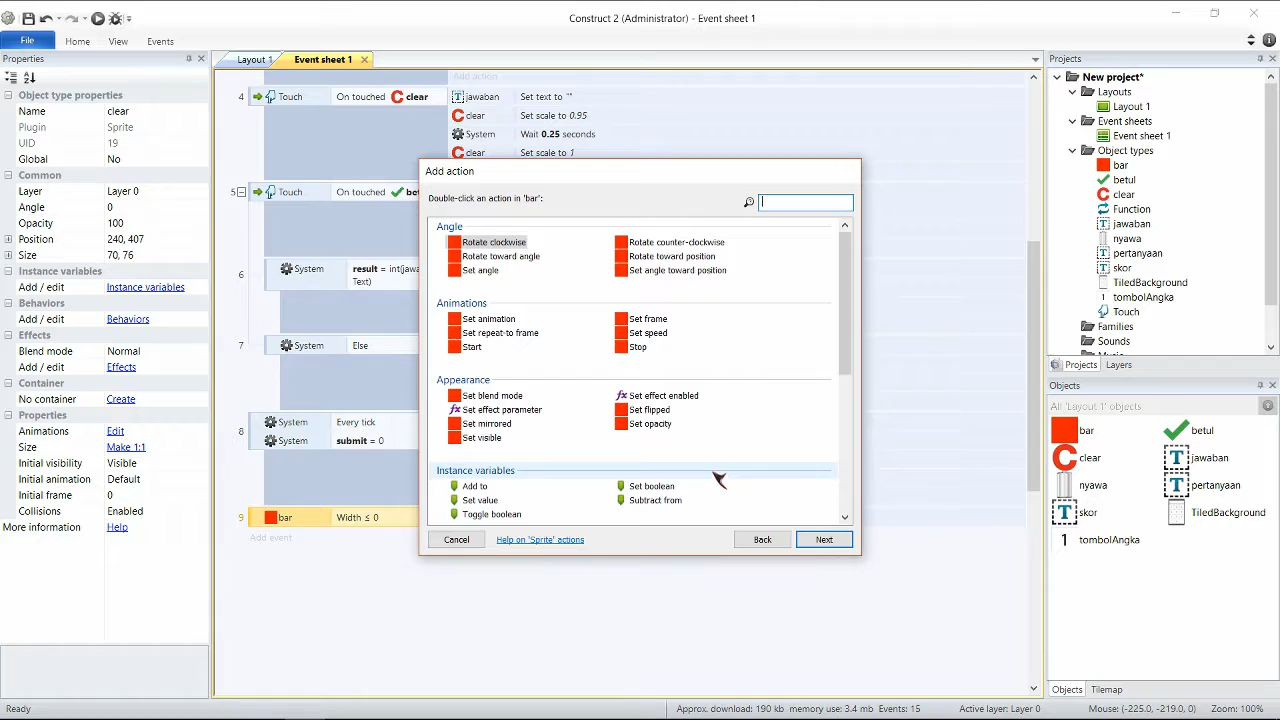 Construct 2 (Administrator) - Event sheet 1
File
Home
View
Events
Properties
Object type properties
Name clear
Plugin Sprite
UID 19
Global No
Common
Layer Layer 0
Angle 0
Opacity 100
Position 240, 407
Size 70, 76
Instance variables
Add / edit Instance variables
Behaviors
Add / edit Behaviors
Effects
Blend mode Normal
Add / edit Effects
Container
No container Create
Properties
Animations Edit
Size Make 1:1
Initial visibility Visible
Initial animation Default
Initial frame 0
Collisions Enabled
More information Help
Layout 1
Event sheet 1
Add action
4 Touch On touched C clear jawaban Set text to ""
clear Set scale to 0.95
System Wait 0.25 seconds
clear Set scale to 1
5 Touch On touched
6 System result = int(jawa
Text)
7 System Else
8 System Every tick
System submit = 0
9 bar Width ≤ 0
Add event
Add action
Double-click an action in 'bar':
Angle
Rotate clockwise Rotate counter-clockwise
Rotate toward angle Rotate toward position
Set angle Set angle toward position
Animations
Set animation Set frame
Set repeat-to frame Set speed
Start Stop
Appearance
Set blend mode fx Set effect enabled
fx Set effect parameter Set flipped
Set mirrored Set opacity
Set visible
Instance variables
Add to Set boolean
Set value Subtract from
Toggle boolean
Cancel
Help on 'Sprite' actions
Back
Next
Projects
New project*
Layouts
Layout 1
Event sheets
Event sheet 1
Object types
bar
betul
clear
Function
jawaban
nyawa
pertanyaan
skor
TiledBackground
tombolAngka
Touch
Families
Sounds
Projects
Layers
Objects
All 'Layout 1' objects
bar betul
clear jawaban
nyawa pertanyaan
skor TiledBackground
1 tombolAngka
Objects
Tilemap
Ready
Approx. download: 190 kb
memory use: 3.4 mb
Events: 15
Active layer: Layer 0
Mouse: (-225.0, -219.0, 0)
Zoom: 100%